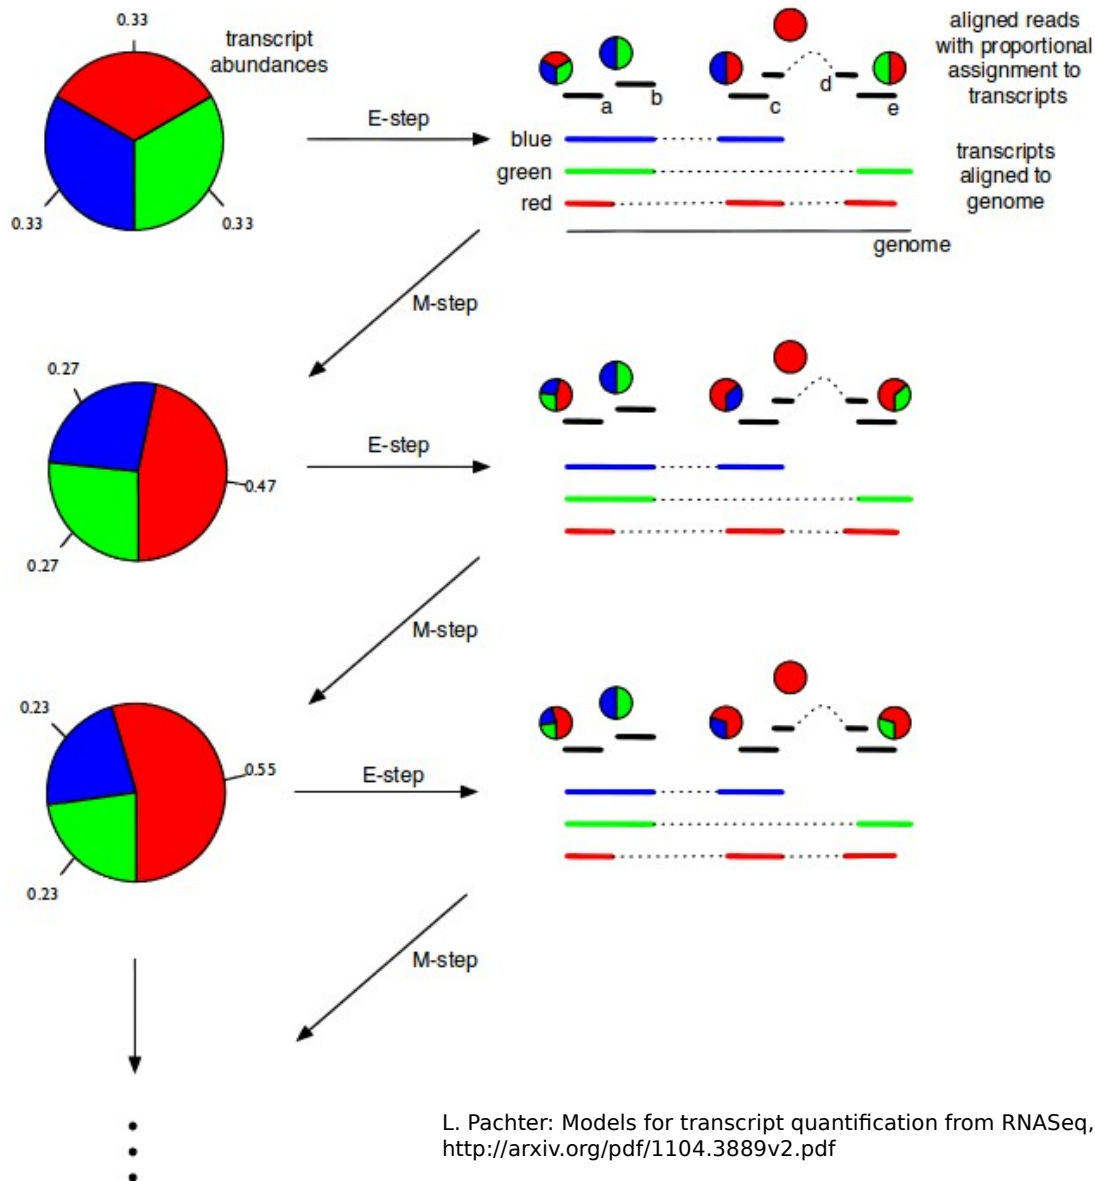 0.33
transcript
abundances
0.33
0.33
E-step
a
b
c
d
e
aligned reads
with proportional
assignment to
transcripts
blue
green
red
transcripts
aligned to
genome
genome
M-step
0.27
0.47
0.27
E-step
M-step
0.23
0.55
0.23
E-step
M-step
L. Pachter: Models for transcript quantification from RNASeq,
http://arxiv.org/pdf/1104.3889v2.pdf